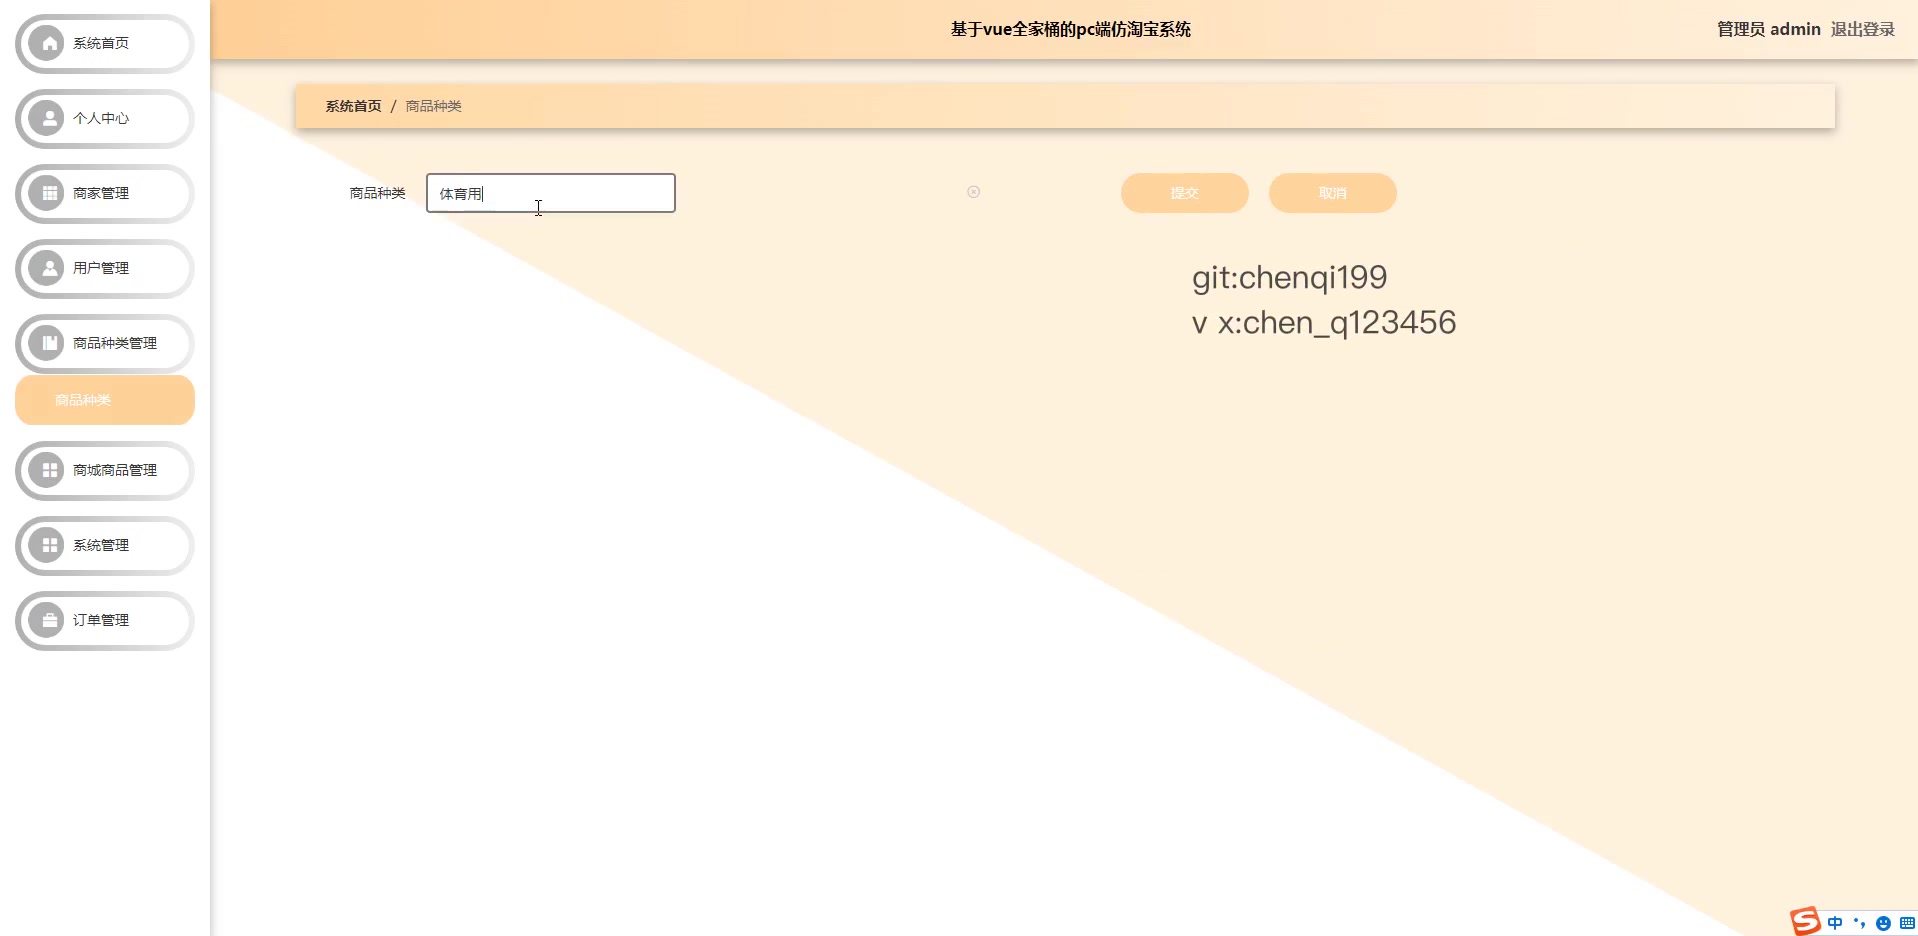 基于vue全家桶的pc端仿淘宝系统
管理员 admin 退出登录
系统首页
个人中心
商家管理
用户管理
商品种类管理
商品种类
商城商品管理
系统管理
订单管理
系统首页 / 商品种类
商品种类 体育用
提交 取消
git:chenqi199
v x:chen_q123456
S 中